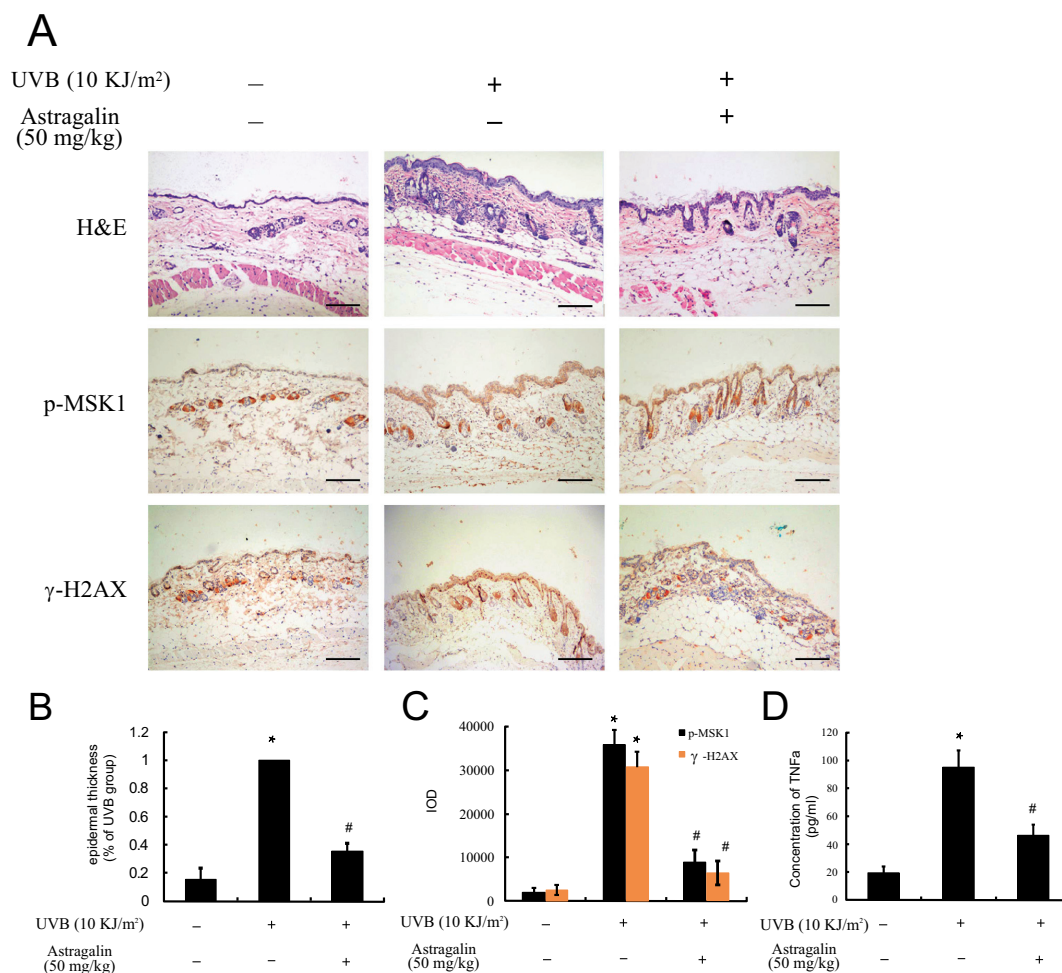 A
UVB (10 KJ/m²) – + +
Astragalin
(50 mg/kg) – – +
H&E
p-MSK1
γ-H2AX
B
epidermal thickness
(% of UVB group)
1.2
1
0.8
0.6
0.4
0.2
0
*
#
UVB (10 KJ/m²) – + +
Astragalin
(50 mg/kg) – – +
C
IOD
40000
30000
20000
10000
0
* *
# #
p-MSK1
γ -H2AX
UVB (10 KJ/m²) – + +
Astragalin
(50 mg/kg) – – +
D
Concentration of TNFa
(pg/ml)
120
100
80
60
40
20
0
*
#
UVB (10 KJ/m²) – + +
Astragalin
(50 mg/kg) – – +